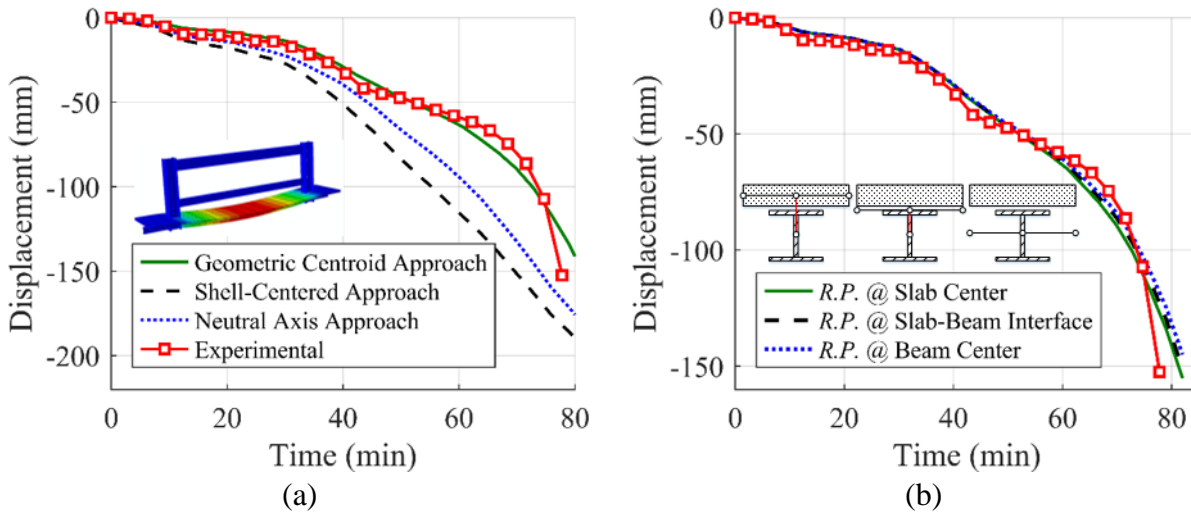 0
-50
-100
-150
-200
Displacement (mm)
Geometric Centroid Approach
Shell-Centered Approach
Neutral Axis Approach
Experimental
0 20 40 60 80
Time (min)
(a)
0
-50
-100
-150
Displacement (mm)
R.P. @ Slab Center
R.P. @ Slab-Beam Interface
R.P. @ Beam Center
0 20 40 60 80
Time (min)
(b)